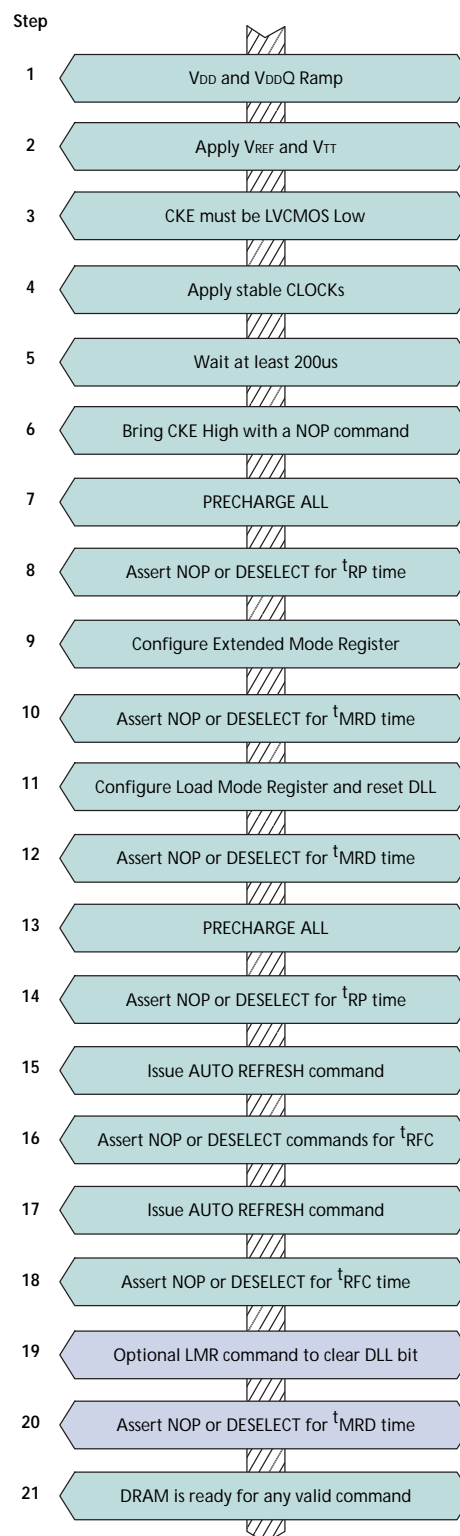 Step
1 VDD and VDDQ Ramp
2 Apply VREF and VTT
3 CKE must be LVCMOS Low
4 Apply stable CLOCKs
5 Wait at least 200us
6 Bring CKE High with a NOP command
7 PRECHARGE ALL
8 Assert NOP or DESELECT for tRP time
9 Configure Extended Mode Register
10 Assert NOP or DESELECT for tMRD time
11 Configure Load Mode Register and reset DLL
12 Assert NOP or DESELECT for tMRD time
13 PRECHARGE ALL
14 Assert NOP or DESELECT for tRP time
15 Issue AUTO REFRESH command
16 Assert NOP or DESELECT commands for tRFC
17 Issue AUTO REFRESH command
18 Assert NOP or DESELECT for tRFC time
19 Optional LMR command to clear DLL bit
20 Assert NOP or DESELECT for tMRD time
21 DRAM is ready for any valid command